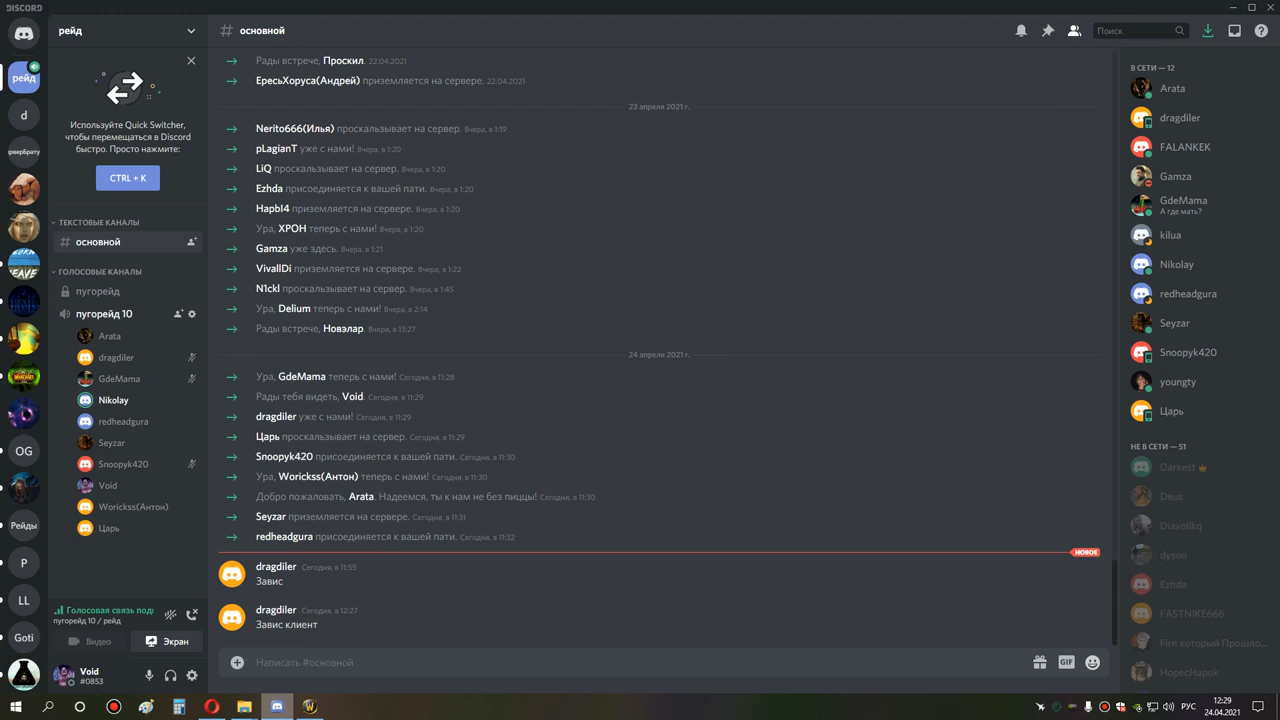 DISCORD
рейд
рейд
d
ерверБрату
OG
Рейды
P
LL
Goti
Используйте Quick Switcher,
чтобы перемещаться в Discord
быстро. Просто нажмите:
CTRL + K
ТЕКСТОВЫЕ КАНАЛЫ
# основной
ГОЛОСОВЫЕ КАНАЛЫ
пугорейд
пугорейд 10
Arata
dragdiler
GdeMama
Nikolay
redheadgura
Seyzar
Snoopyk420
Void
Worickss(Антон)
Царь
Голосовая связь подк
пугорейд 10 / рейд
Видео
Экран
Void
#0853
# основной
Поиск
Рады встрече, Проскил. 22.04.2021
ЕресьХоруса(Андрей) приземляется на сервере. 22.04.2021
23 апреля 2021 г.
Nerito666(Илья) проскальзывает на сервер. Вчера, в 1:19
pLagianT уже с нами! Вчера, в 1:20
LiQ проскальзывает на сервер. Вчера, в 1:20
Ezhda присоединяется к вашей пати. Вчера, в 1:20
Hapbl4 приземляется на сервере. Вчера, в 1:20
Ура, ХРОН теперь с нами! Вчера, в 1:20
Gamza уже здесь. Вчера, в 1:21
VivallDi приземляется на сервере. Вчера, в 1:22
N1ckl проскальзывает на сервер. Вчера, в 1:45
Ура, Delium теперь с нами! Вчера, в 2:14
Рады встрече, Новэлар. Вчера, в 13:27
24 апреля 2021 г.
Ура, GdeMama теперь с нами! Сегодня, в 11:28
Рады тебя видеть, Void. Сегодня, в 11:29
dragdiler уже с нами! Сегодня, в 11:29
Царь проскальзывает на сервер. Сегодня, в 11:29
Snoopyk420 присоединяется к вашей пати. Сегодня, в 11:30
Ура, Worickss(Антон) теперь с нами! Сегодня, в 11:30
Добро пожаловать, Arata. Надеемся, ты к нам не без пиццы! Сегодня, в 11:30
Seyzar приземляется на сервере. Сегодня, в 11:31
redheadgura присоединяется к вашей пати. Сегодня, в 11:32
НОВОЕ
dragdiler Сегодня, в 11:55
Завис
dragdiler Сегодня, в 12:27
Завис клиент
Написать #основной
GIF
В СЕТИ — 12
Arata
dragdiler
FALANKEK
Gamza
GdeMama
А где мать?
kilua
Nikolay
redheadgura
Seyzar
Snoopyk420
youngty
Царь
НЕ В СЕТИ — 51
Darkest
Deus
Diavolikq
dyson
Ezhda
FASTNIKE666
Firn который Прошло...
HopecHapok
РУС
12:29
24.04.2021